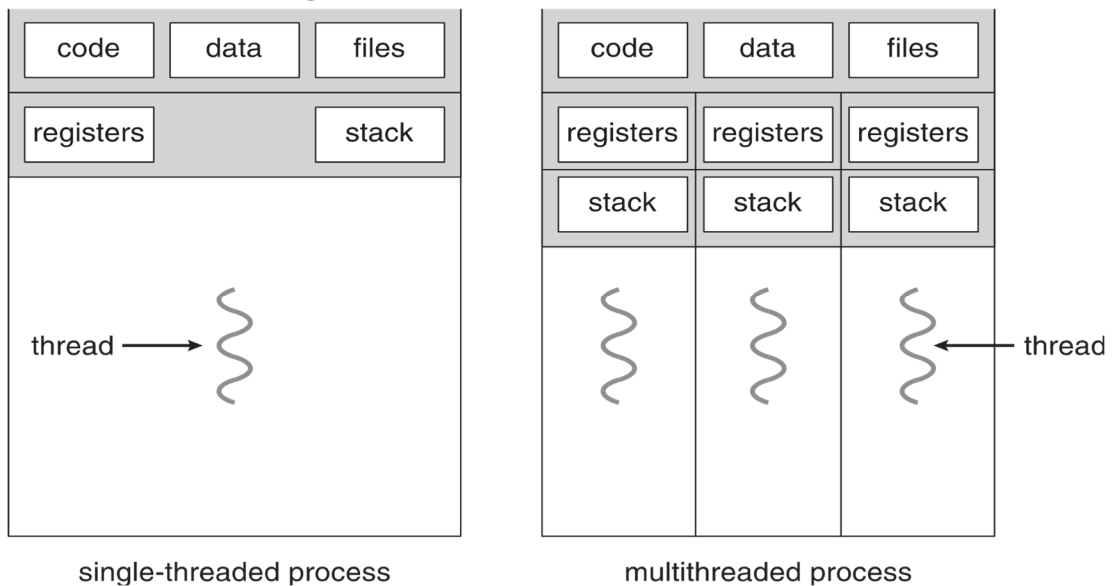 code data files
registers stack
thread
single-threaded process
code data files
registers registers registers
stack stack stack
thread
multithreaded process